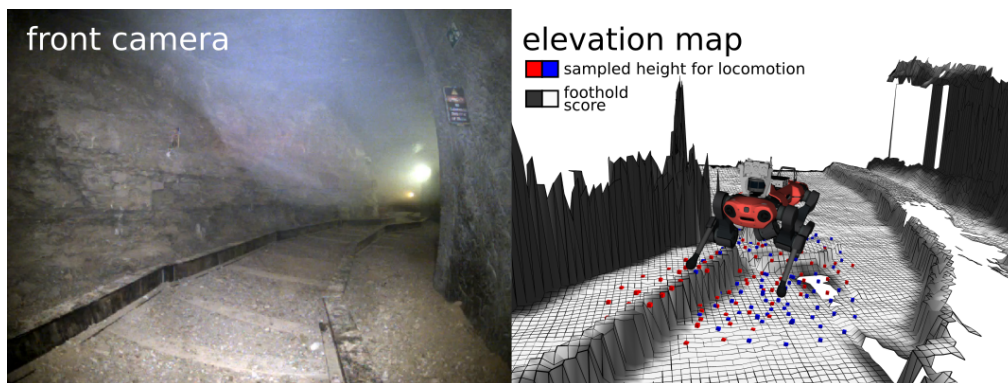 front camera
elevation map
sampled height for locomotion
foothold
score